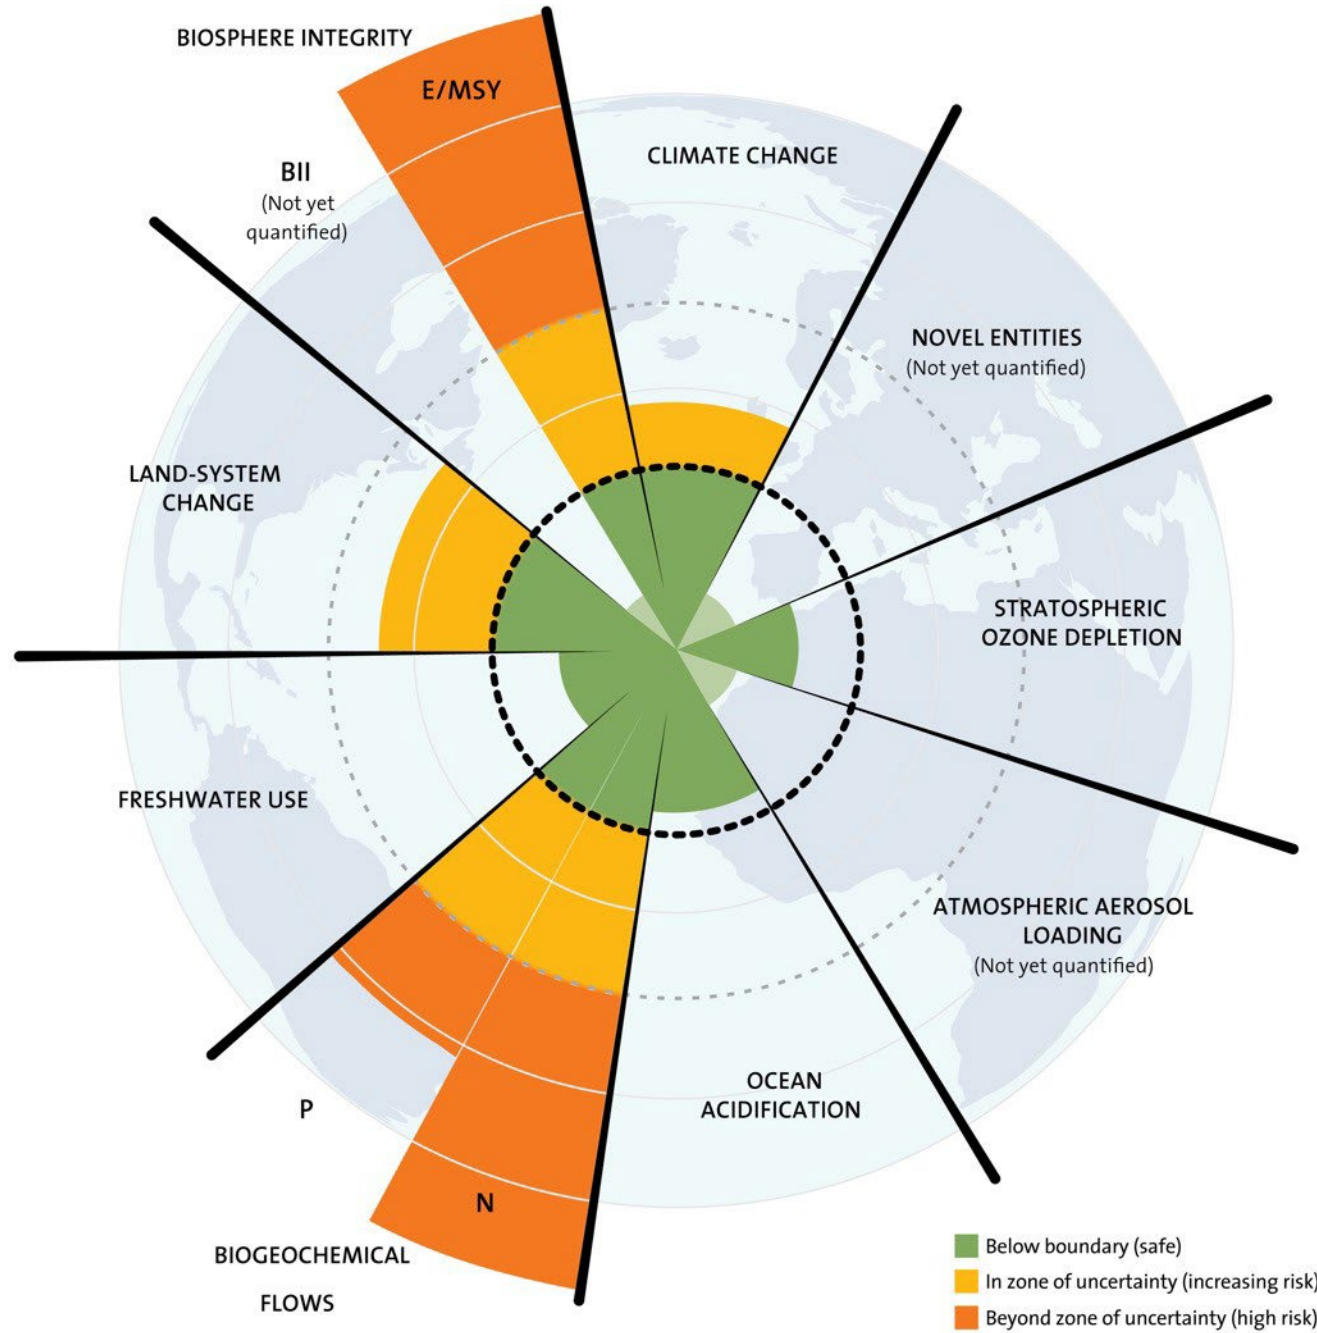 BIOSPHERE INTEGRITY
E/MSY
BII
(Not yet
quantified)
CLIMATE CHANGE
NOVEL ENTITIES
(Not yet quantified)
LAND-SYSTEM
CHANGE
STRATOSPHERIC
OZONE DEPLETION
FRESHWATER USE
ATMOSPHERIC AEROSOL
LOADING
(Not yet quantified)
OCEAN
ACIDIFICATION
P
N
BIOGEOCHEMICAL
FLOWS
Below boundary (safe)
In zone of uncertainty (increasing risk)
Beyond zone of uncertainty (high risk)